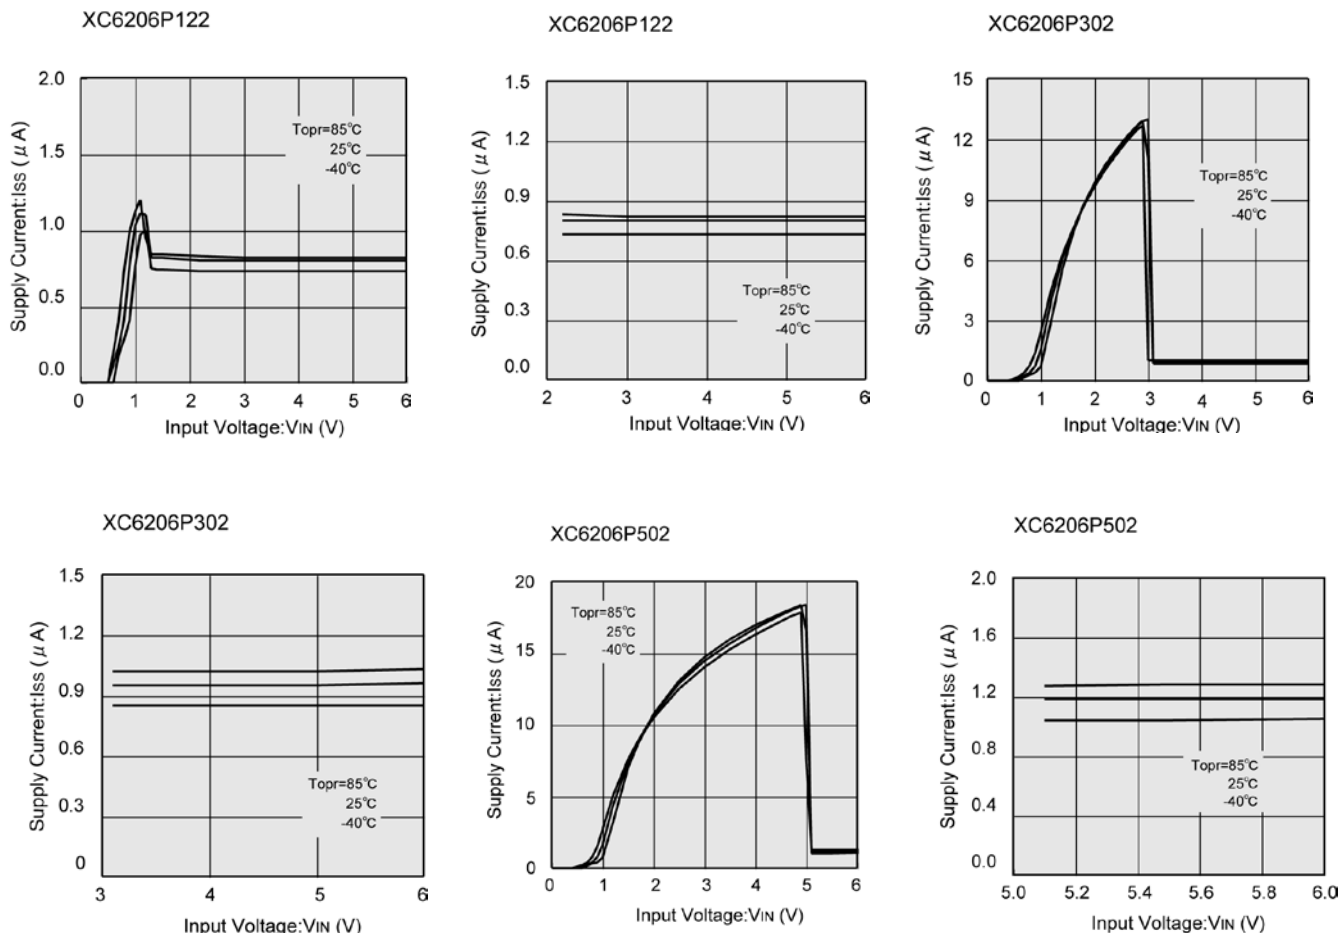 XC6206P122
2.0
1.5
1.0
0.5
0.0
Supply Current:Iss ( μ A)
Topr=85℃
25℃
-40℃
0 1 2 3 4 5 6
Input Voltage:VIN (V)
XC6206P122
1.5
1.2
0.9
0.6
0.3
0.0
Supply Current:Iss ( μ A)
Topr=85℃
25℃
-40℃
2 3 4 5 6
Input Voltage:VIN (V)
XC6206P302
15
12
9
6
3
0
Supply Current:Iss ( μ A)
Topr=85℃
25℃
-40℃
0 1 2 3 4 5 6
Input Voltage:VIN (V)
XC6206P302
1.5
1.2
0.9
0.6
0.3
0
Supply Current:Iss ( μ A)
Topr=85℃
25℃
-40℃
3 4 5 6
Input Voltage:VIN (V)
XC6206P502
20
15
10
5
0
Supply Current:Iss ( μ A)
Topr=85℃
25℃
-40℃
0 1 2 3 4 5 6
Input Voltage:VIN (V)
XC6206P502
2.0
1.6
1.2
0.8
0.4
0.0
Supply Current:Iss ( μ A)
Topr=85℃
25℃
-40℃
5.0 5.2 5.4 5.6 5.8 6.0
Input Voltage:VIN (V)